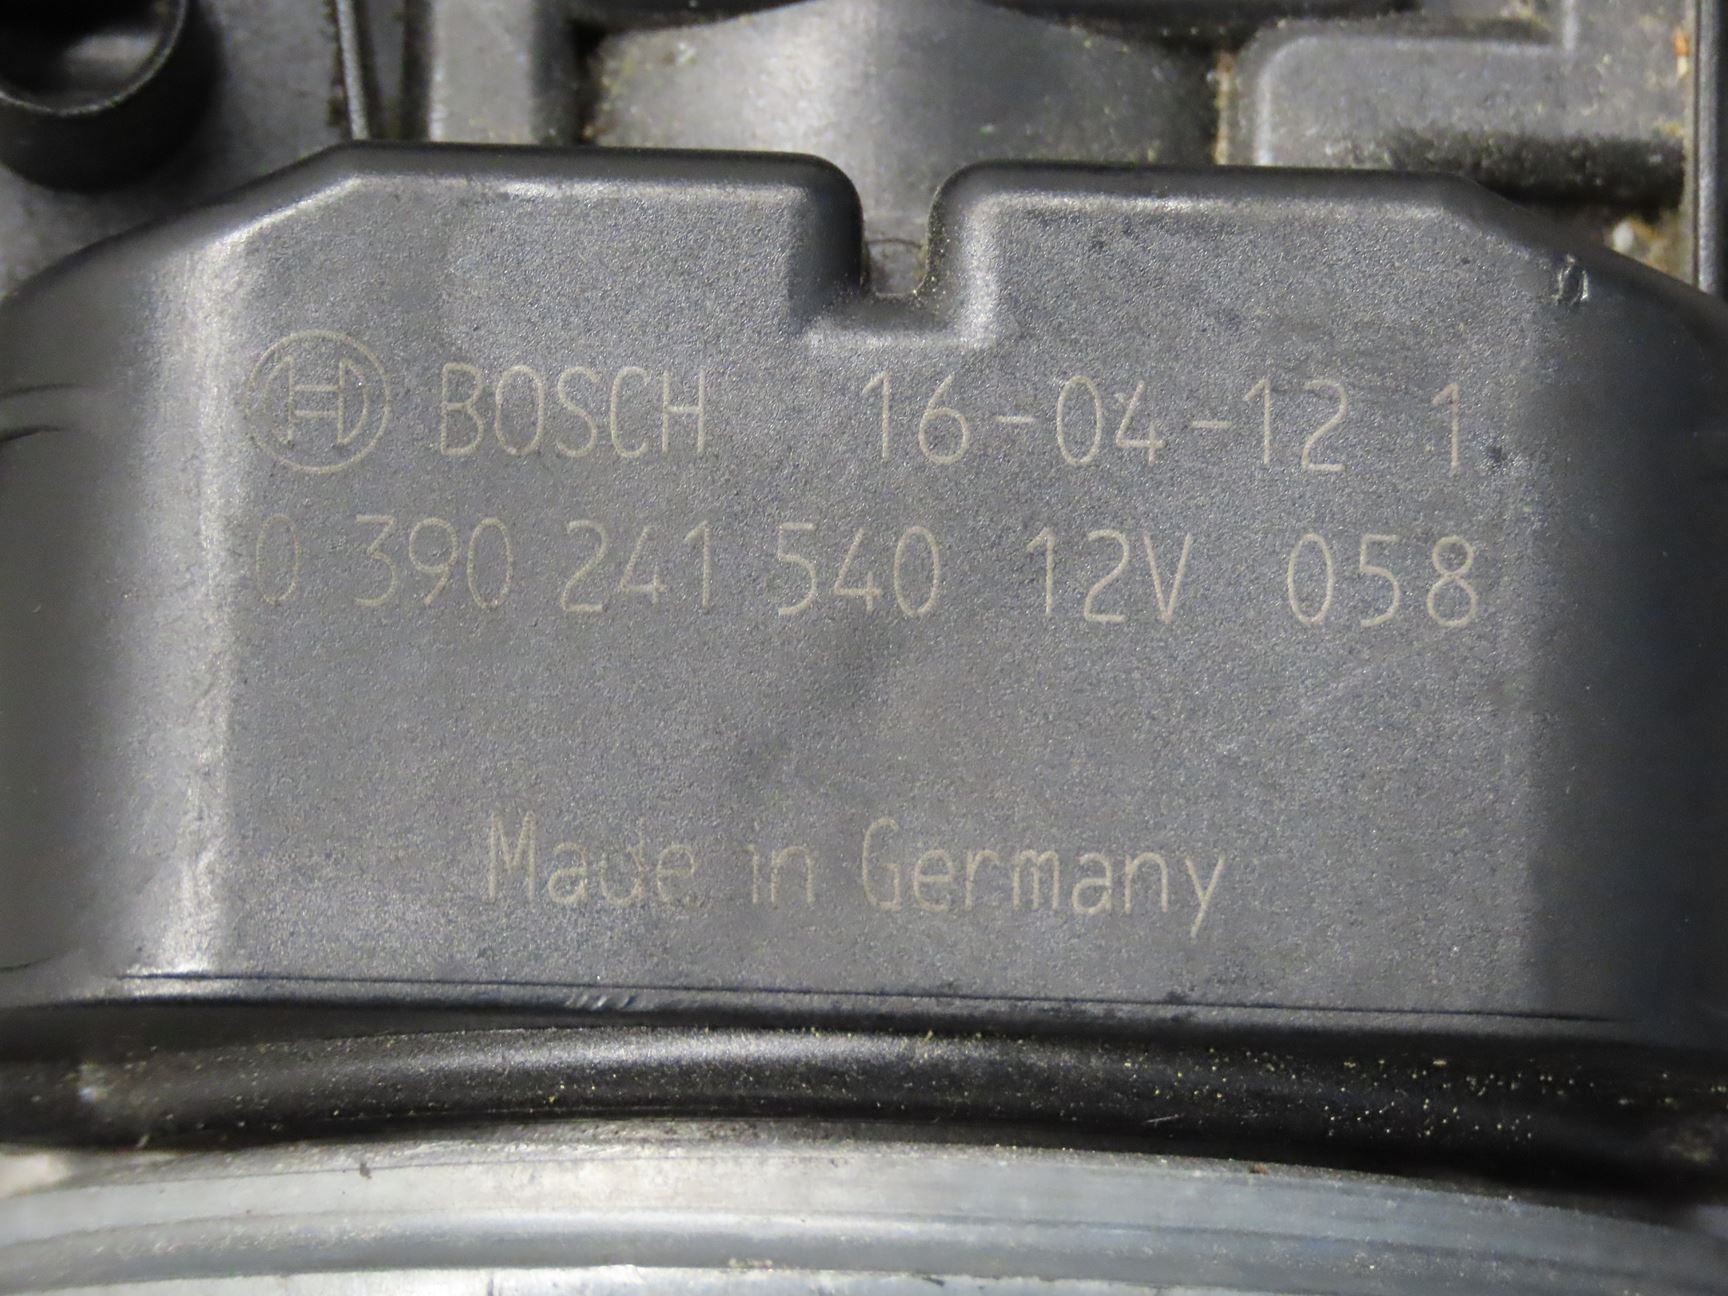 BOSCH 16-04-12 1
0 390 241 540 12V 058
Made in Germany